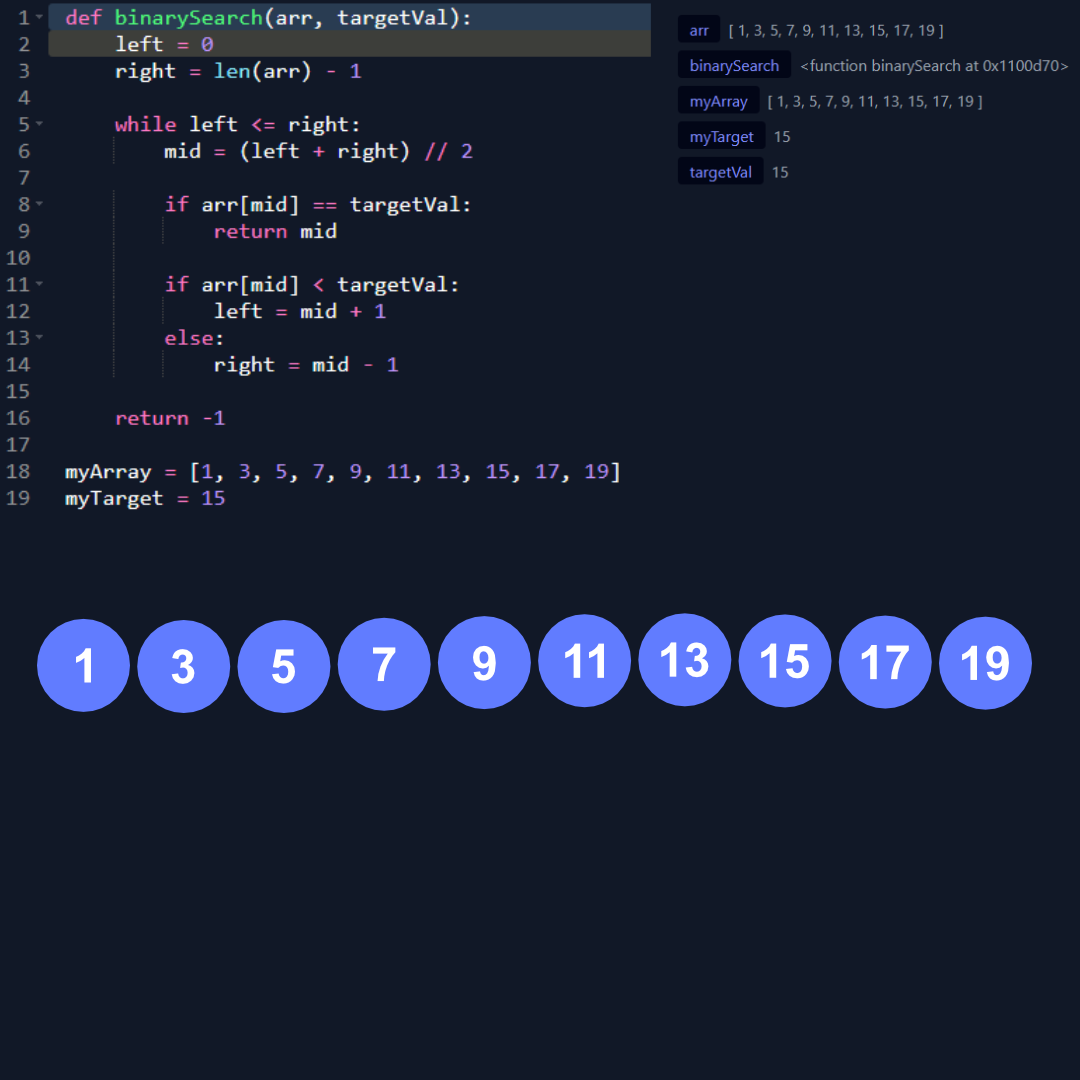 1 def binarySearch(arr, targetVal):
2     left = 0
3     right = len(arr) - 1
4
5     while left <= right:
6         mid = (left + right) // 2
7
8         if arr[mid] == targetVal:
9             return mid
10
11         if arr[mid] < targetVal:
12             left = mid + 1
13         else:
14             right = mid - 1
15
16     return -1
17
18 myArray = [1, 3, 5, 7, 9, 11, 13, 15, 17, 19]
19 myTarget = 15
arr [ 1, 3, 5, 7, 9, 11, 13, 15, 17, 19 ]
binarySearch <function binarySearch at 0x1100d70>
myArray [ 1, 3, 5, 7, 9, 11, 13, 15, 17, 19 ]
myTarget 15
targetVal 15
1 3 5 7 9 11 13 15 17 19